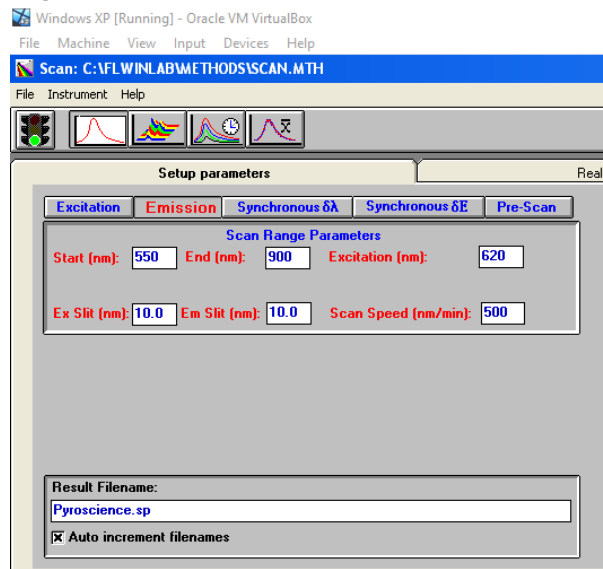 Windows XP [Running] - Oracle VM VirtualBox
File Machine View Input Devices Help
Scan: C:\FLWINLAB\METHODS\SCAN.MTH
File Instrument Help
Setup parameters Real
Excitation Emission Synchronous δλ Synchronous δE Pre-Scan
Scan Range Parameters
Start (nm): 550 End (nm): 900 Excitation (nm): 620
Ex Slit (nm): 10.0 Em Slit (nm): 10.0 Scan Speed (nm/min): 500
Result Filename:
Pyroscience.sp
Auto increment filenames